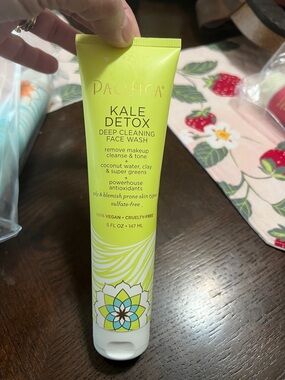 PACIFICA
KALE
DETOX
DEEP CLEANING
FACE WASH
remove makeup
cleanse & tone
coconut water, clay
& super greens
+
powerhouse
antioxidants
oily & blemish prone skin types
sulfate-free
100% VEGAN + CRUELTY-FREE
5 FL OZ • 147 ML